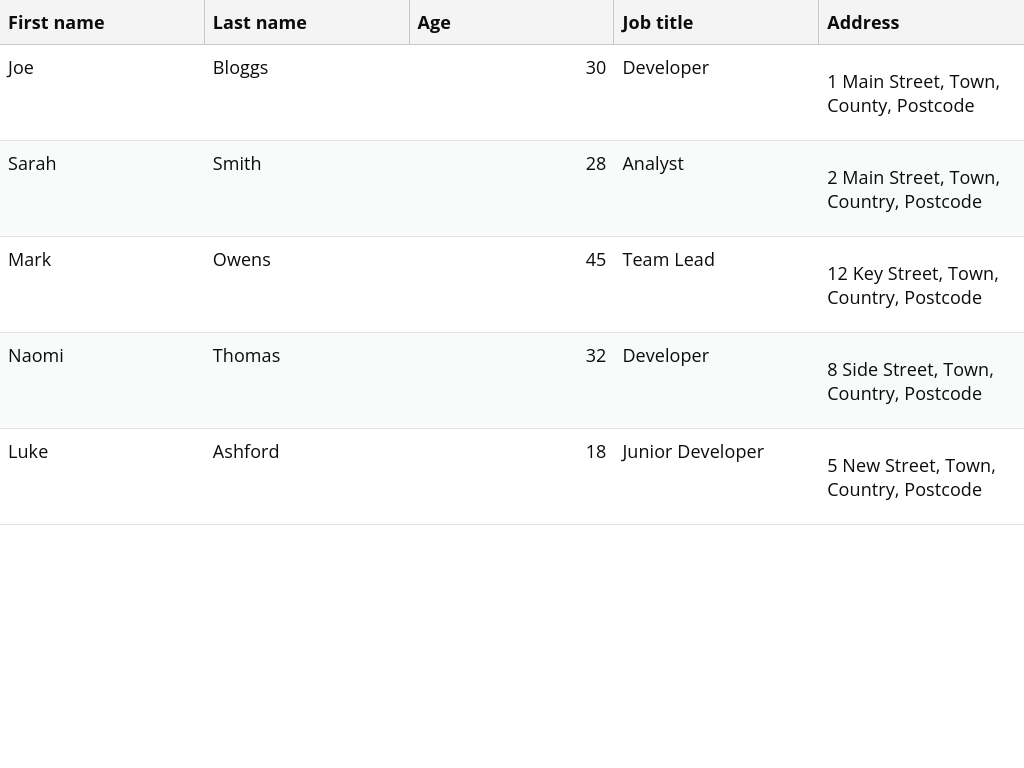 First name Last name Age Job title Address
Joe Bloggs 30 Developer 1 Main Street, Town,
County, Postcode
Sarah Smith 28 Analyst 2 Main Street, Town,
Country, Postcode
Mark Owens 45 Team Lead 12 Key Street, Town,
Country, Postcode
Naomi Thomas 32 Developer 8 Side Street, Town,
Country, Postcode
Luke Ashford 18 Junior Developer 5 New Street, Town,
Country, Postcode